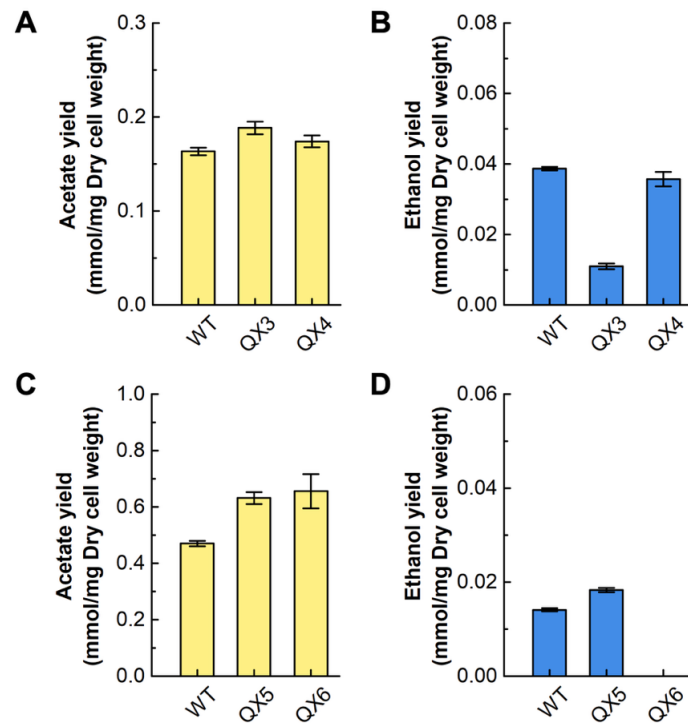 A
Acetate yield
(mmol/mg Dry cell weight)
0.3
0.2
0.1
0.0
WT
QX3
QX4
B
Ethanol yield
(mmol/mg Dry cell weight)
0.08
0.06
0.04
0.02
0.00
WT
QX3
QX4
C
Acetate yield
(mmol/mg Dry cell weight)
1.0
0.8
0.6
0.4
0.2
0.0
WT
QX5
QX6
D
Ethanol yield
(mmol/mg Dry cell weight)
0.06
0.04
0.02
0.00
WT
QX5
QX6